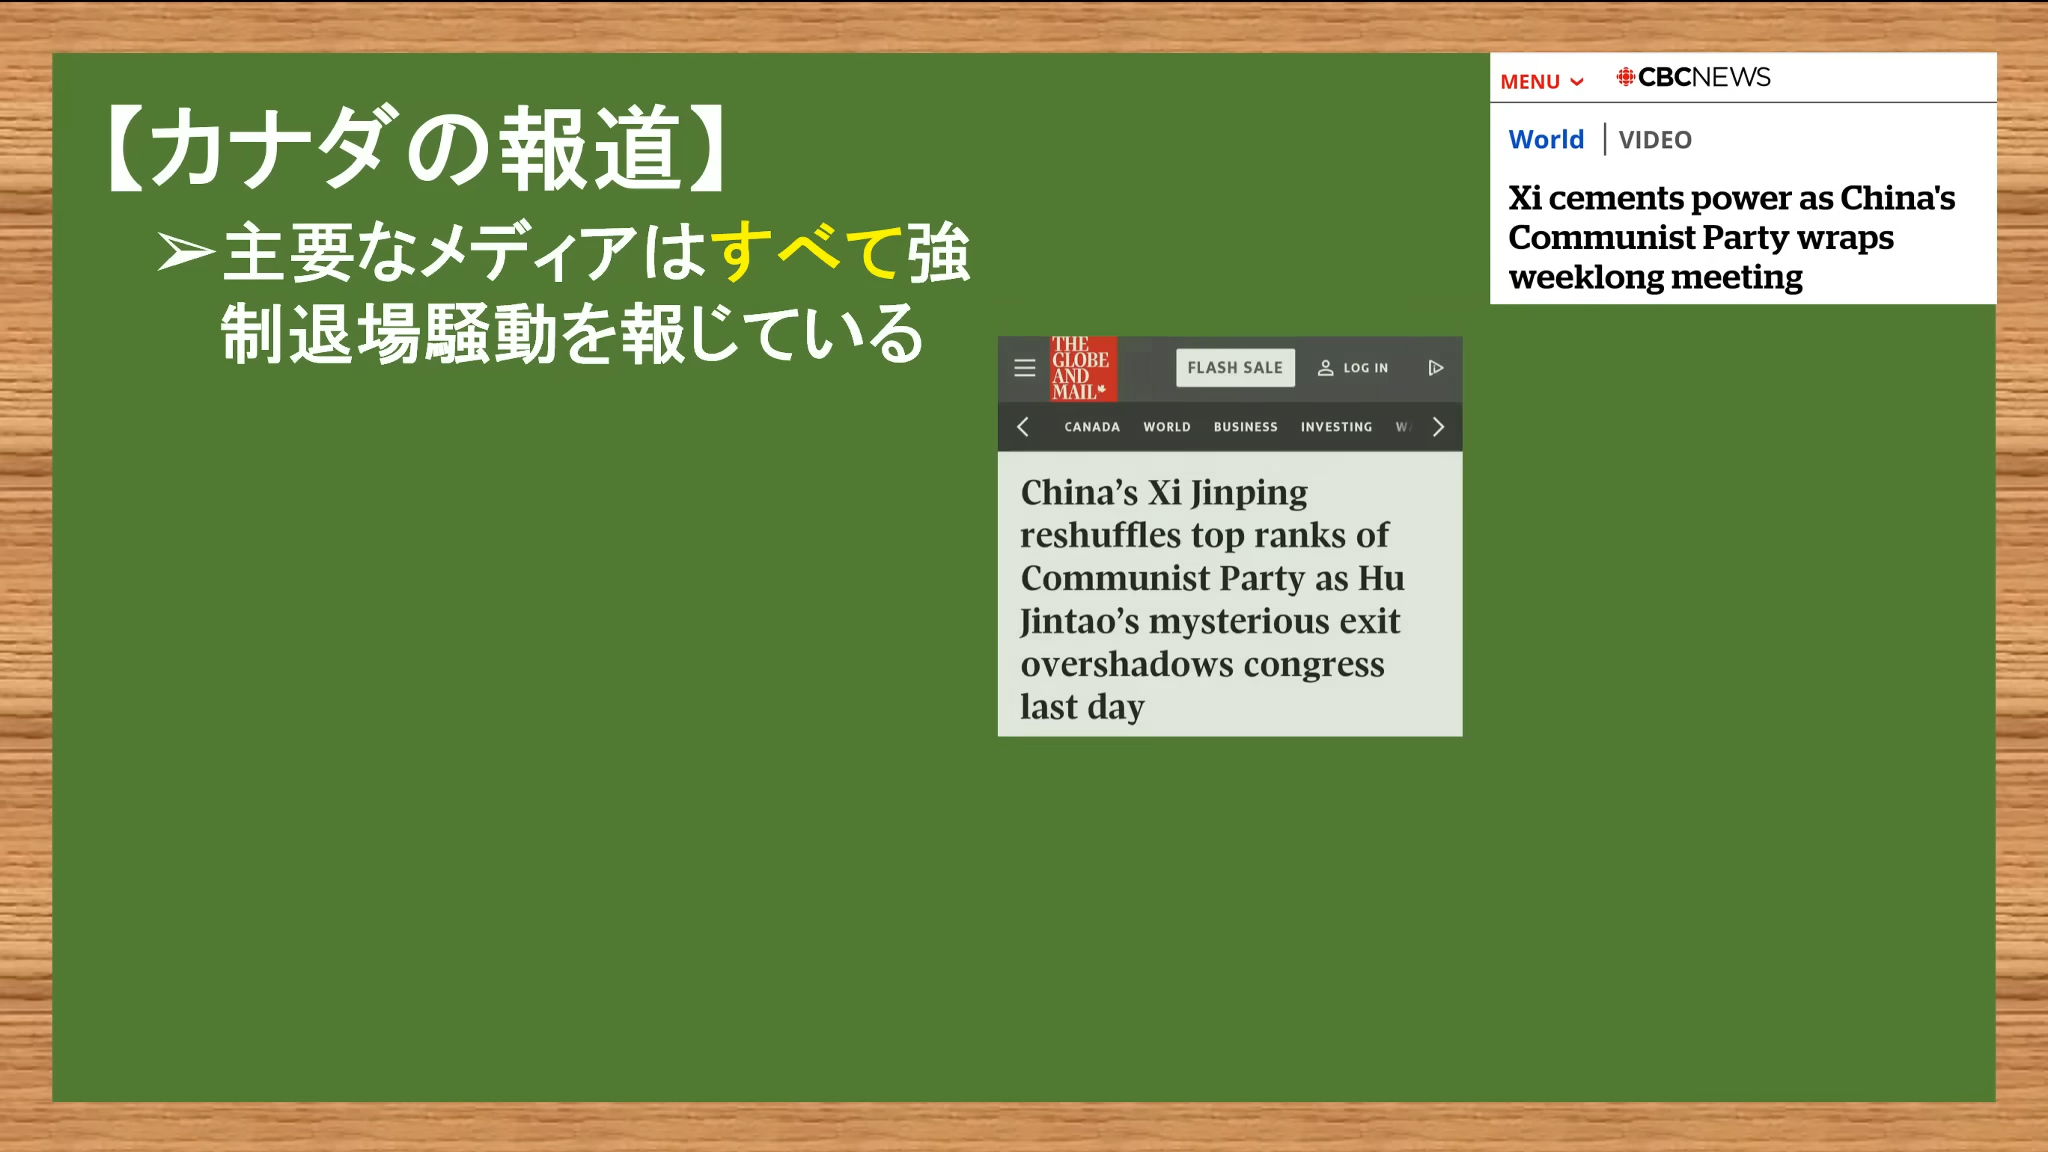 【カナダの報道】
➢主要なメディアはすべて強
制退場騒動を報じている
MENU
CBCNEWS
World | VIDEO
Xi cements power as China's
Communist Party wraps
weeklong meeting
THE
GLOBE
AND
MAIL
FLASH SALE
LOG IN
CANADA WORLD BUSINESS INVESTING
China’s Xi Jinping
reshuffles top ranks of
Communist Party as Hu
Jintao’s mysterious exit
overshadows congress
last day